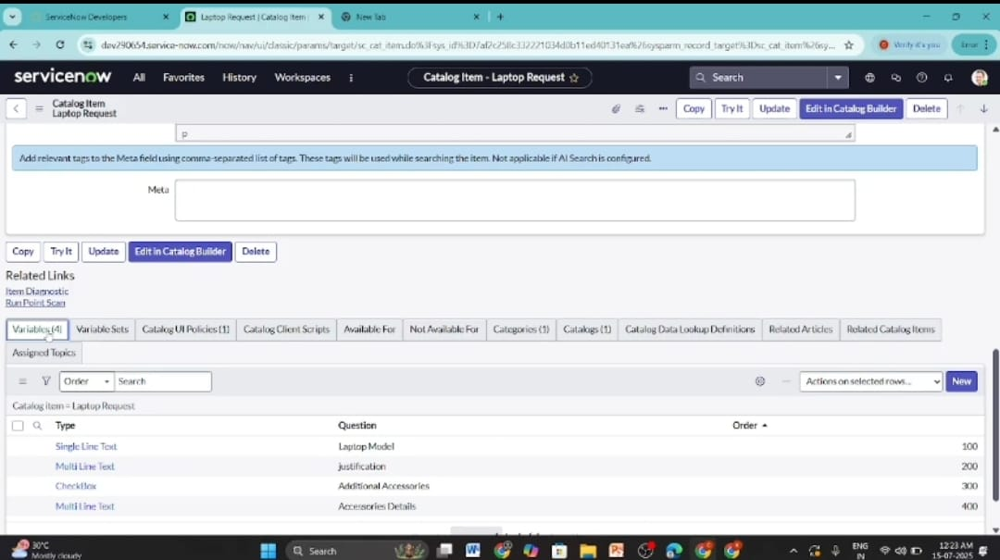 ServiceNow Developers
Laptop Request | Catalog Item
New Tab
dev290654.service-now.com/now/nav/ui/classic/params/target/sc_cat_item.do%3Fsys_id%3D7af2c258c332221034d0b11ed40131ea%26sysparm_record_target%3Dsc_cat_item%26sy...
Verify it's you
Error
servicenow
All
Favorites
History
Workspaces
Catalog Item - Laptop Request
Search
Catalog Item
Laptop Request
Copy
Try It
Update
Edit in Catalog Builder
Delete
p
Add relevant tags to the Meta field using comma-separated list of tags. These tags will be used while searching the item. Not applicable if AI Search is configured.
Meta
Copy
Try It
Update
Edit in Catalog Builder
Delete
Related Links
Item Diagnostic
Run Point Scan
Variables (4)
Variable Sets
Catalog UI Policies (1)
Catalog Client Scripts
Available For
Not Available For
Categories (1)
Catalogs (1)
Catalog Data Lookup Definitions
Related Articles
Related Catalog Items
Assigned Topics
Order
Search
Actions on selected rows...
New
Catalog item = Laptop Request
Type Question Order
Single Line Text Laptop Model 100
Multi Line Text justification 200
CheckBox Additional Accessories 300
Multi Line Text Accessories Details 400
30°C
Mostly cloudy
Search
ENG
IN
12:23 AM
15-07-2025